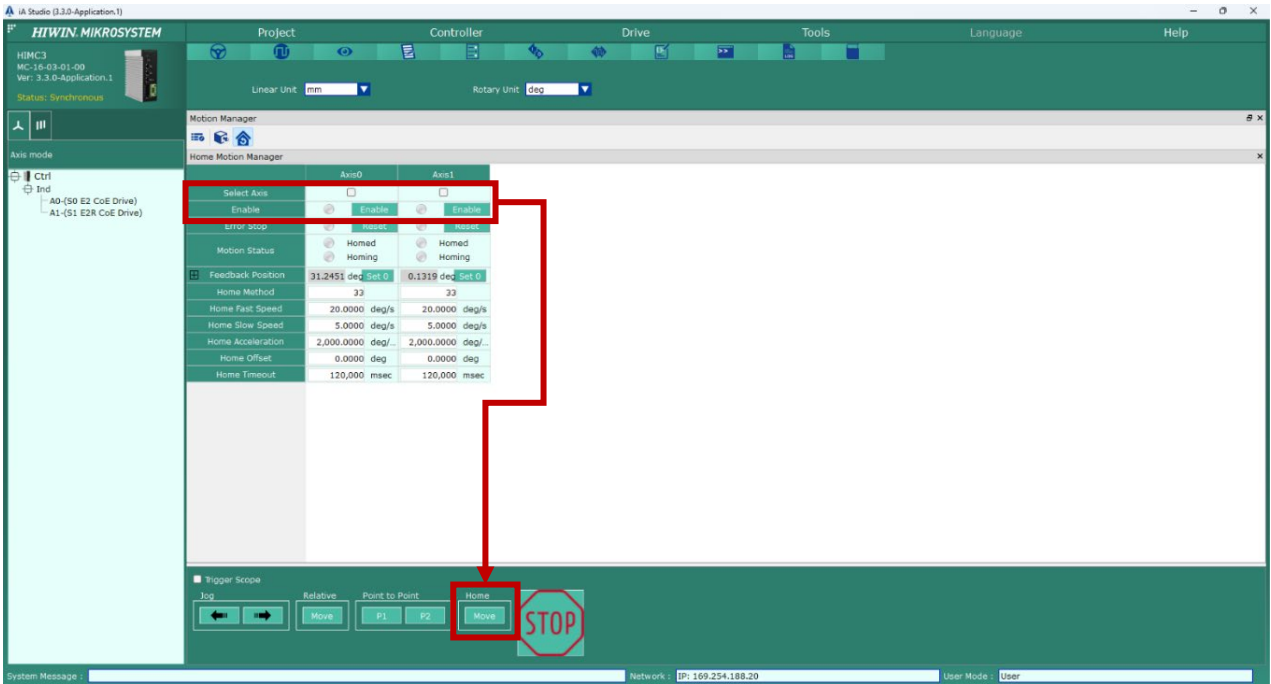 iA Studio (3.3.0-Application.1)
HIWIN. MIKROSYSTEM
Project Controller Drive Tools Language Help
HIMC3
MC-16-03-01-00
Ver: 3.3.0-Application.1
Status: Synchronous
Linear Unit mm Rotary Unit deg
Motion Manager
Axis mode
Home Motion Manager
Ctrl
Ind
A0-(S0 E2 CoE Drive)
A1-(S1 E2R CoE Drive)
Axis0 Axis1
Select Axis
Enable Enable Enable
Error Stop Reset Reset
Motion Status Homed Homed
Homing Homing
Feedback Position 31.2451 deg Set 0 0.1319 deg Set 0
Home Method 33 33
Home Fast Speed 20.0000 deg/s 20.0000 deg/s
Home Slow Speed 5.0000 deg/s 5.0000 deg/s
Home Acceleration 2,000.0000 deg/... 2,000.0000 deg/...
Home Offset 0.0000 deg 0.0000 deg
Home Timeout 120,000 msec 120,000 msec
Trigger Scope
Jog Relative Point to Point Home
Move P1 P2 Move STOP
System Message : Network : IP: 169.254.188.20 User Mode : User